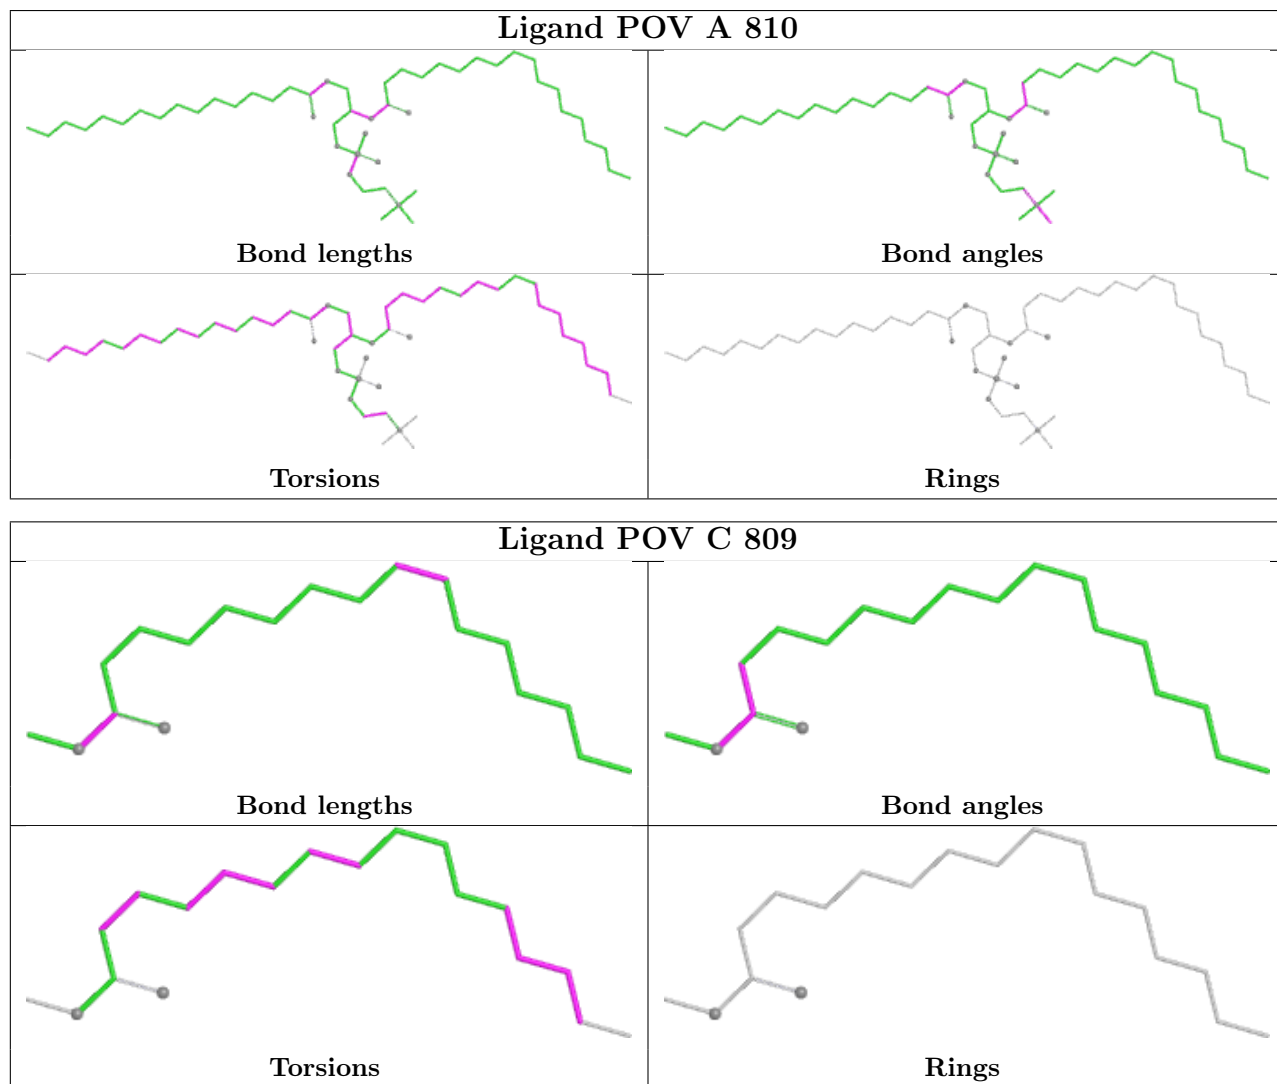 Ligand POV A 810
Bond lengths
Bond angles
Torsions
Rings
Ligand POV C 809
Bond lengths
Bond angles
Torsions
Rings